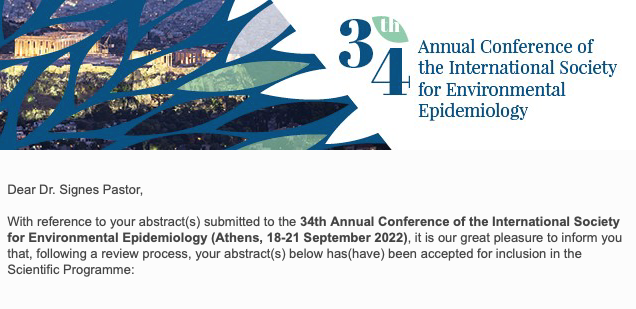 34th
Annual Conference of
the International Society
for Environmental
Epidemiology
Dear Dr. Signes Pastor,
With reference to your abstract(s) submitted to the 34th Annual Conference of the International Society
for Environmental Epidemiology (Athens, 18-21 September 2022), it is our great pleasure to inform you
that, following a review process, your abstract(s) below has(have) been accepted for inclusion in the
Scientific Programme: